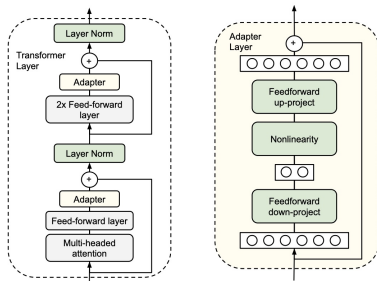 Layer Norm
Transformer
Layer
+
Adapter
2x Feed-forward
layer
Layer Norm
+
Adapter
Feed-forward layer
Multi-headed
attention
Adapter
Layer
+
Feedforward
up-project
Nonlinearity
Feedforward
down-project